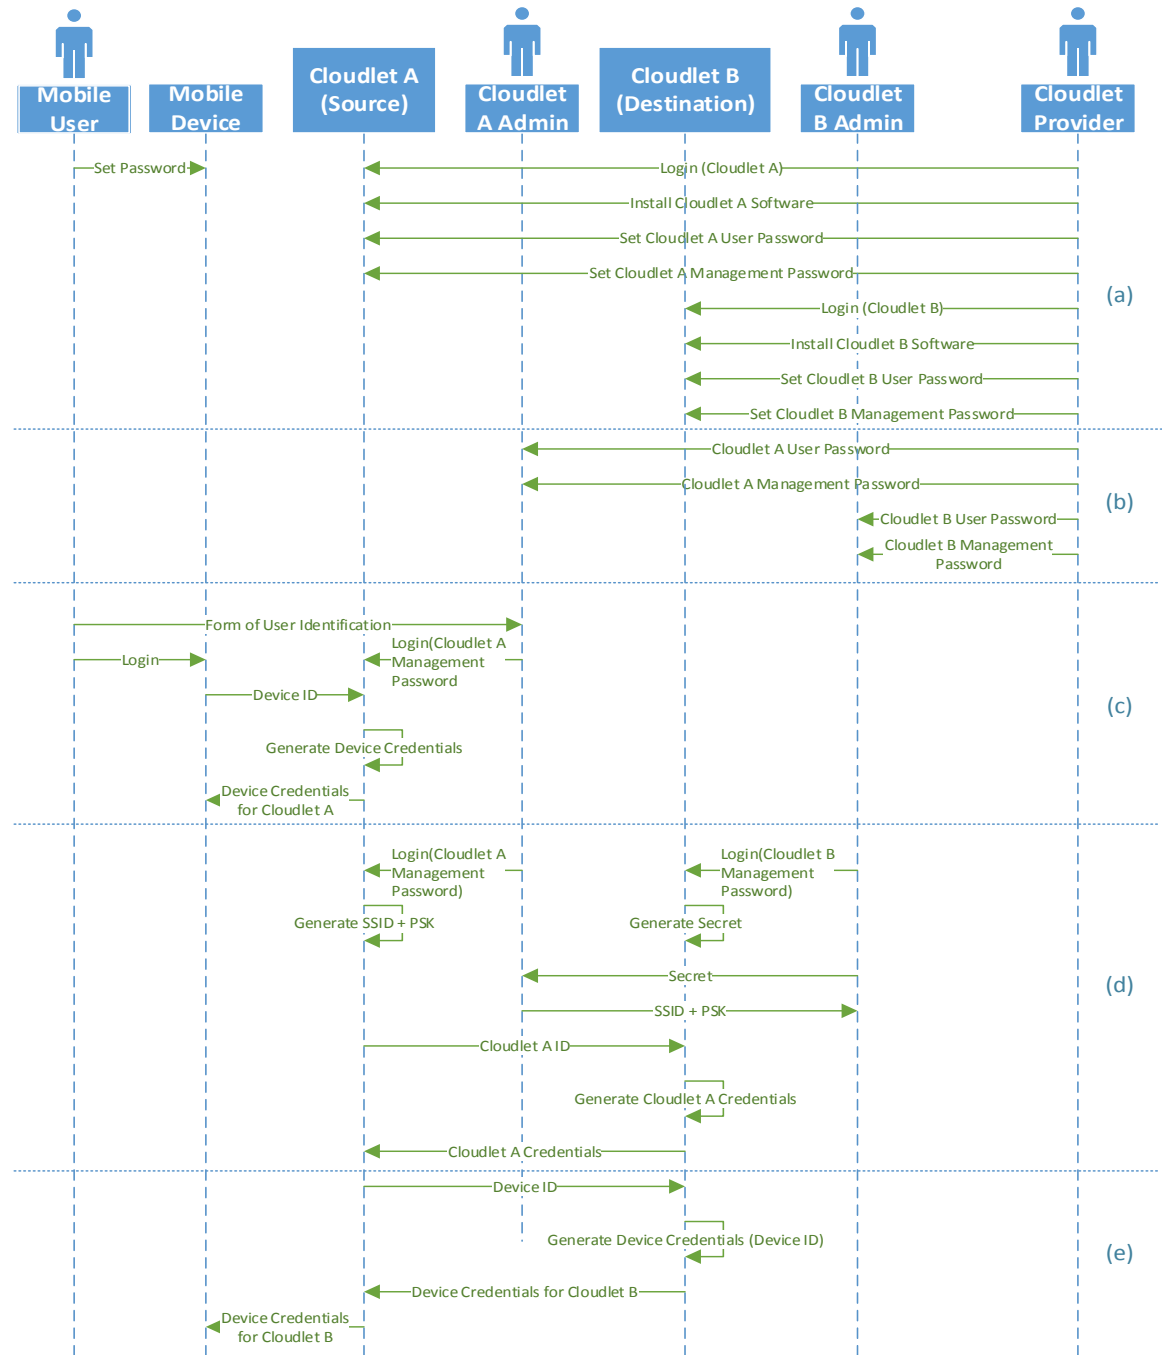 Mobile
User
Mobile
Device
Cloudlet A
(Source)
Cloudlet
A Admin
Cloudlet B
(Destination)
Cloudlet
B Admin
Cloudlet
Provider
Set Password
Login (Cloudlet A)
Install Cloudlet A Software
Set Cloudlet A User Password
Set Cloudlet A Management Password
(a)
Login (Cloudlet B)
Install Cloudlet B Software
Set Cloudlet B User Password
Set Cloudlet B Management Password
Cloudlet A User Password
Cloudlet A Management Password
(b)
Cloudlet B User Password
Cloudlet B Management
Password
Form of User Identification
Login(Cloudlet A
Management
Password
Login
Device ID
(c)
Generate Device Credentials
Device Credentials
for Cloudlet A
Login(Cloudlet A
Management
Password)
Login(Cloudlet B
Management
Password)
Generate SSID + PSK
Generate Secret
Secret
(d)
SSID + PSK
Cloudlet A ID
Generate Cloudlet A Credentials
Cloudlet A Credentials
Device ID
Generate Device Credentials (Device ID)
(e)
Device Credentials for Cloudlet B
Device Credentials
for Cloudlet B